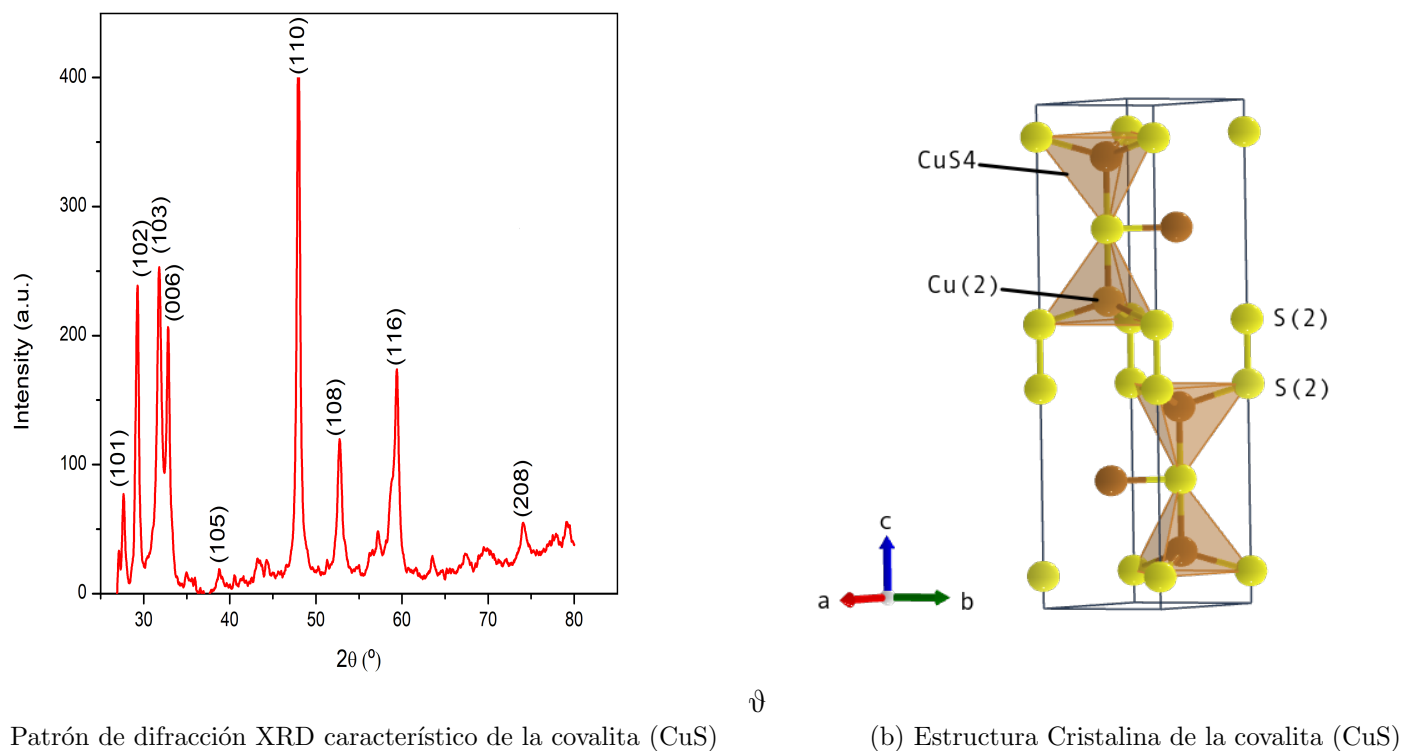 (110)
400
(102)
(103)
(006)
300
200
100
0
(101)
(105)
(108)
(116)
(208)
Intensity (a.u.)
30 40 50 60 70 80
2θ (º)
CuS4
Cu(2)
S(2)
S(2)
c
a
b
ϑ
Patrón de difracción XRD característico de la covalita (CuS)
(b) Estructura Cristalina de la covalita (CuS)